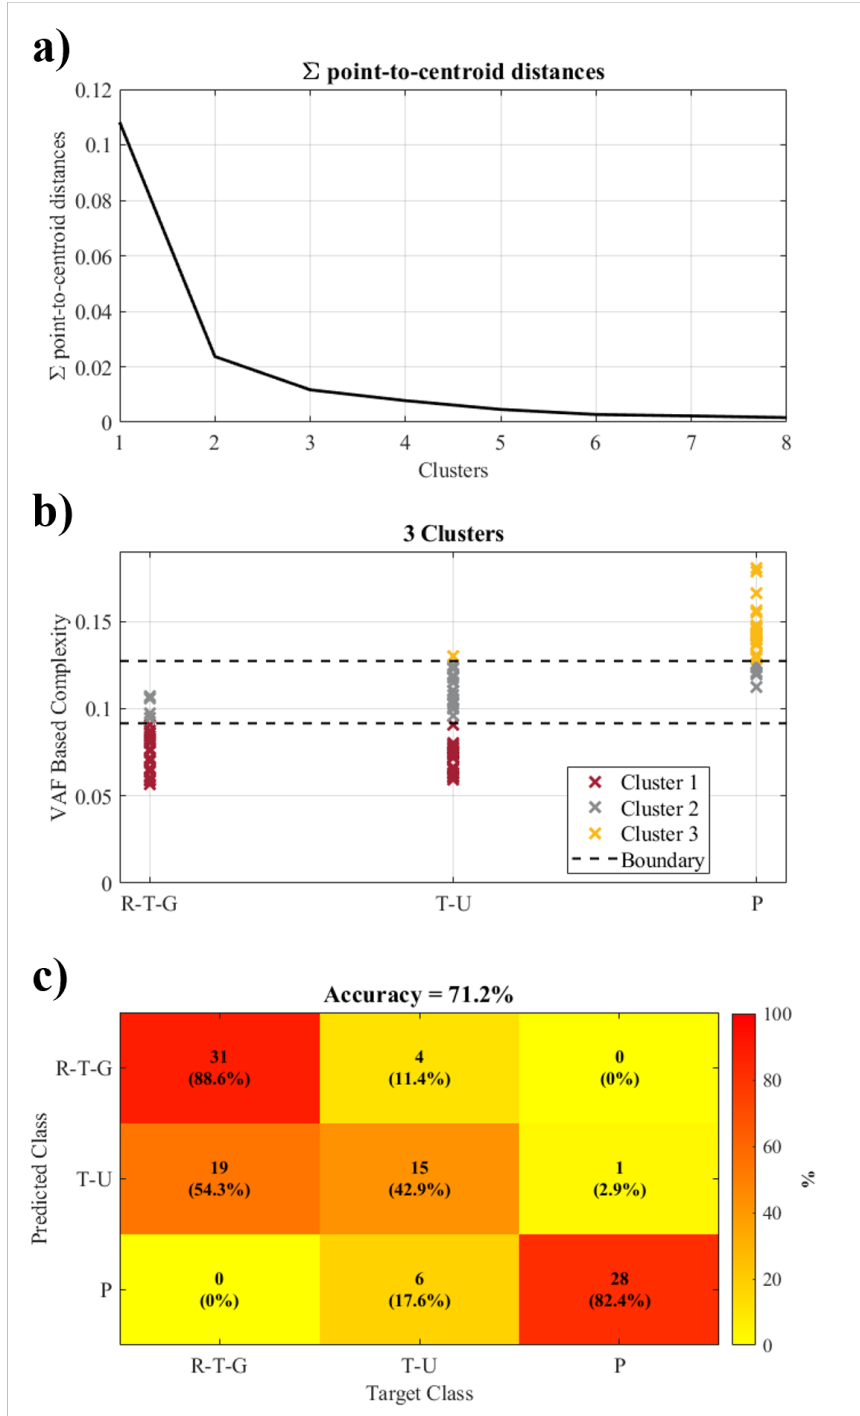 a)
Σ point-to-centroid distances
Σ point-to-centroid distances
0.12
0.1
0.08
0.06
0.04
0.02
0
1 2 3 4 5 6 7 8
Clusters
b)
3 Clusters
VAF Based Complexity
0.15
0.1
0.05
0
Cluster 1
Cluster 2
Cluster 3
Boundary
R-T-G T-U P
c)
Accuracy = 71.2%
Predicted Class
R-T-G
31 4 0
(88.6%) (11.4%) (0%)
T-U
19 15 1
(54.3%) (42.9%) (2.9%)
P
0 6 28
(0%) (17.6%) (82.4%)
R-T-G T-U P
Target Class
100
80
60
40
20
0
%